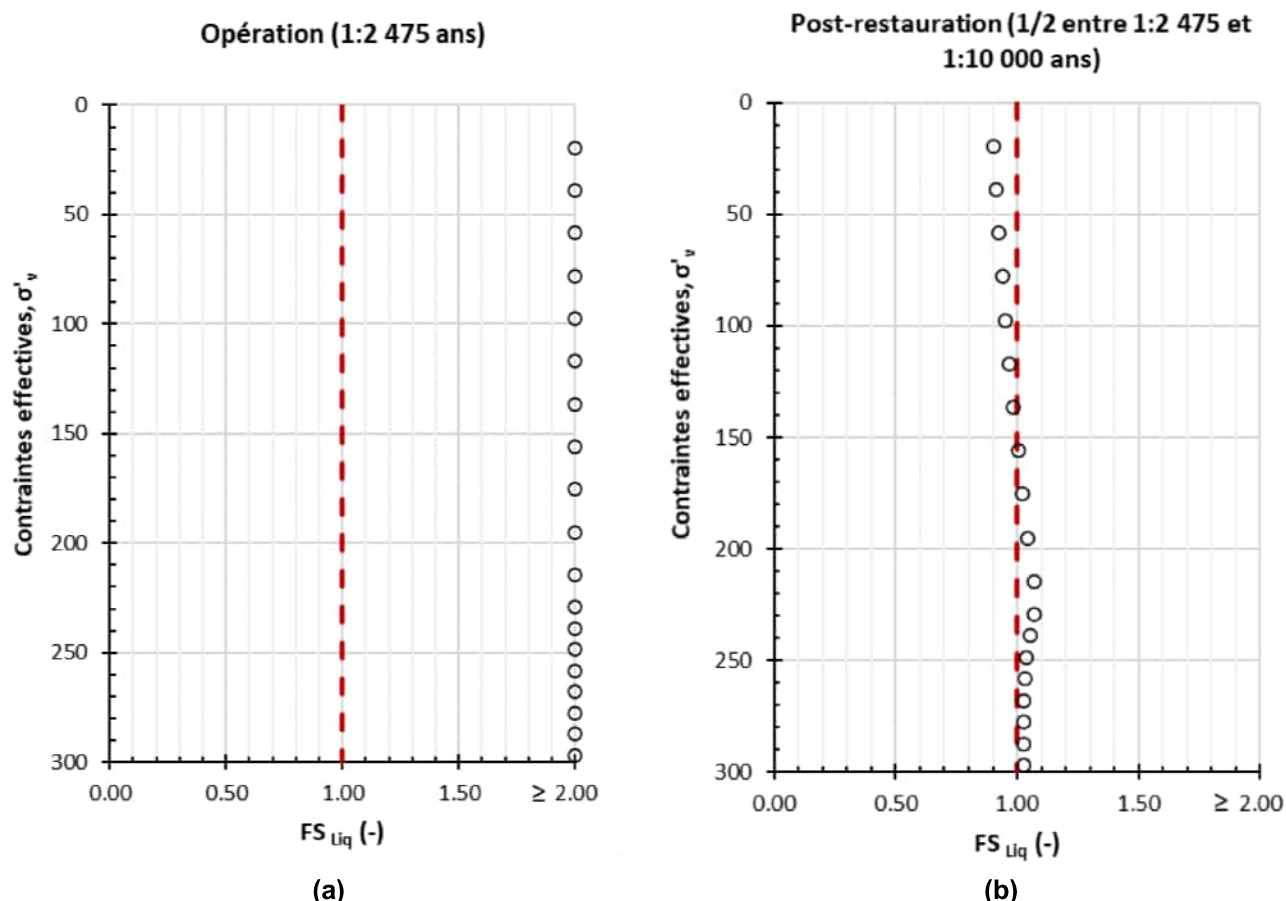 Opération (1:2 475 ans)
0
50
100
150
200
250
300
Contraintes effectives, σ'v
0.00
0.50
1.00
1.50
≥ 2.00
FS Liq (-)
(a)
Post-restauration (1/2 entre 1:2 475 et
1:10 000 ans)
0
50
100
150
200
250
300
Contraintes effectives, σ'v
0.00
0.50
1.00
1.50
≥ 2.00
FS Liq (-)
(b)